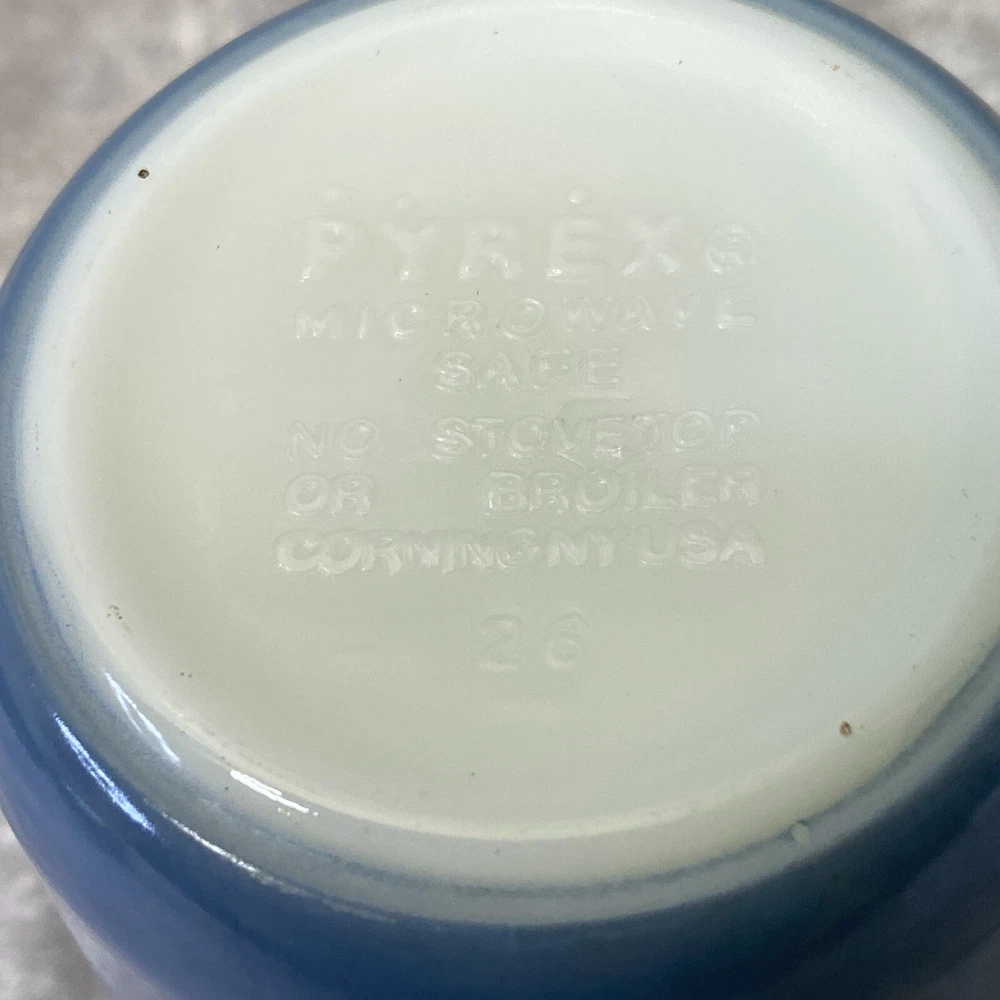 PYREX®
MICROWAVE
SAFE
NO STOVETOP
OR BROILER
CORNING NY USA
26